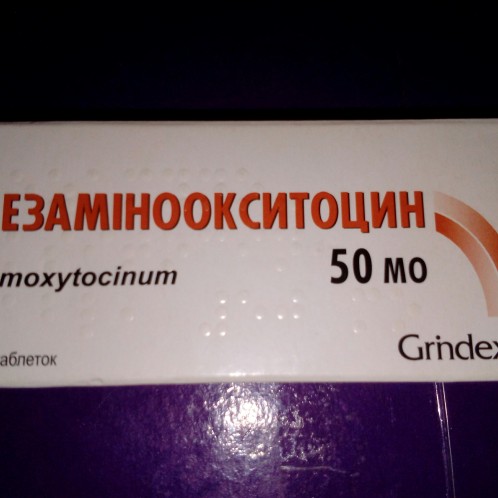 ЕЗАМІНООКСИТОЦИН
moxytocinum
50 МО
аблеток
Grindex